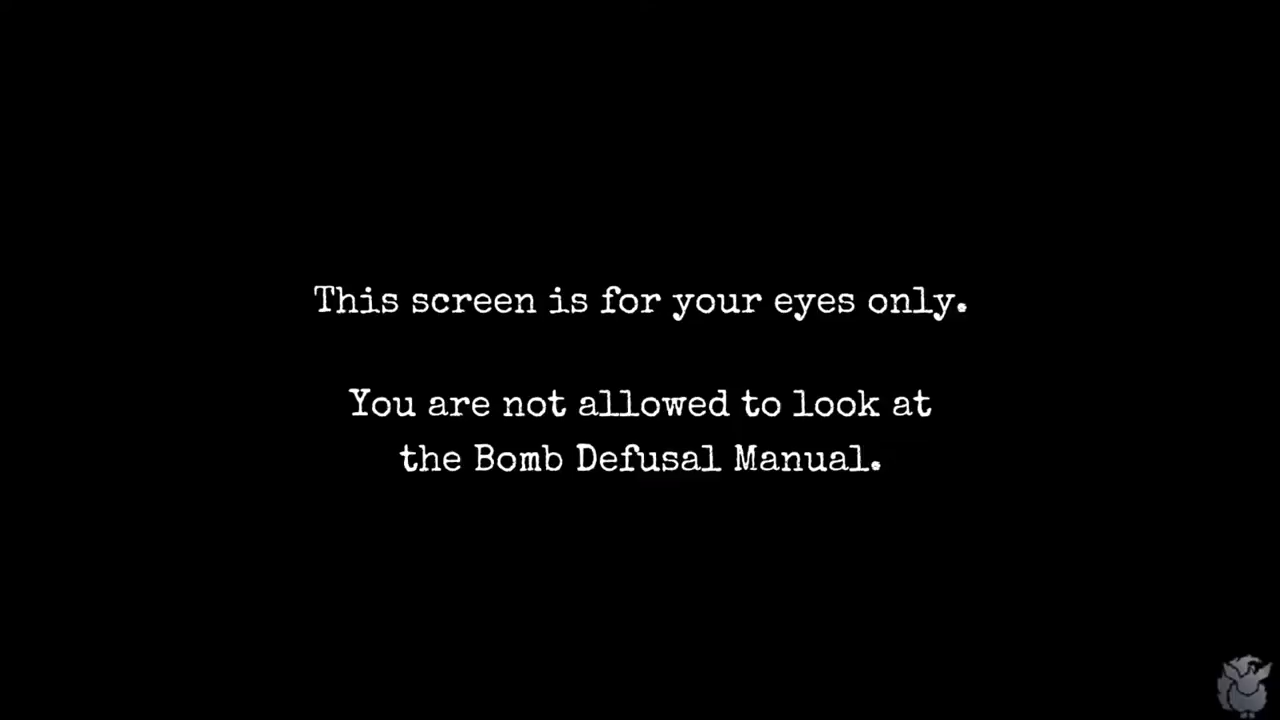 This screen is for your eyes only.
You are not allowed to look at
the Bomb Defusal Manual.